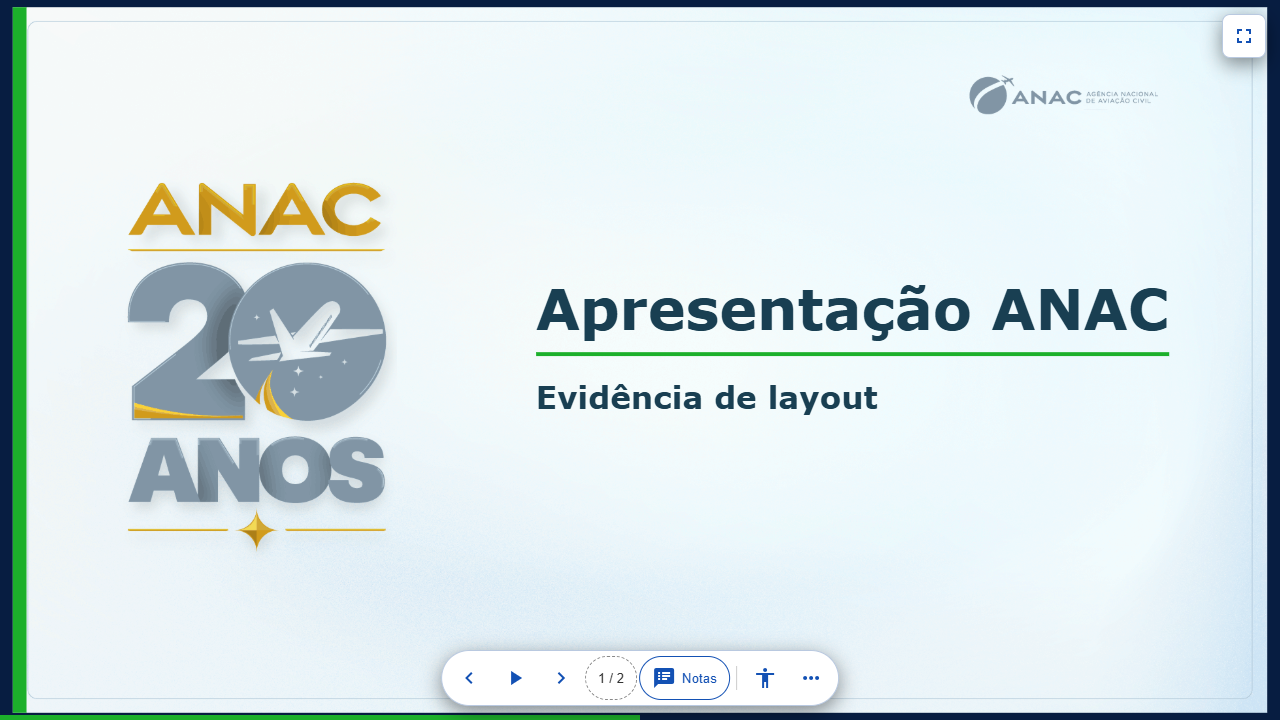 ANAC AGÊNCIA NACIONAL
DE AVIAÇÃO CIVIL
ANAC
20
ANOS
Apresentação ANAC
Evidência de layout
1 / 2
Notas